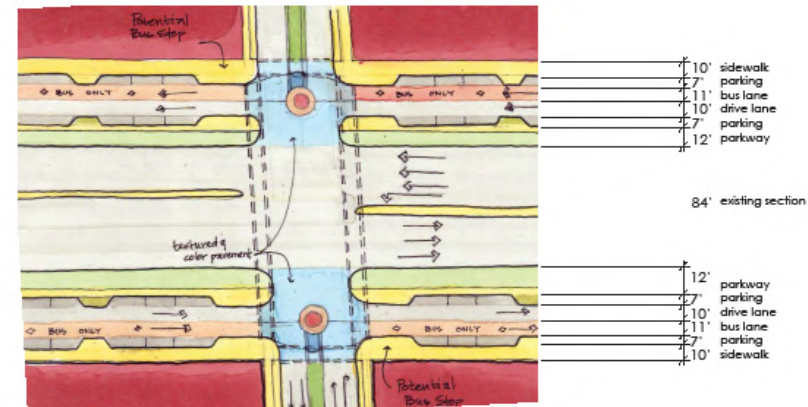 Potential
Bus Stop
BUS ONLY
BUS ONLY
10' sidewalk
7' parking
11' bus lane
10' drive lane
7' parking
12' parkway
84' existing section
textured &
color pavement
12' parkway
7' parking
10' drive lane
11' bus lane
7' parking
10' sidewalk
BUS ONLY
BUS ONLY
Potential
Bus Stop